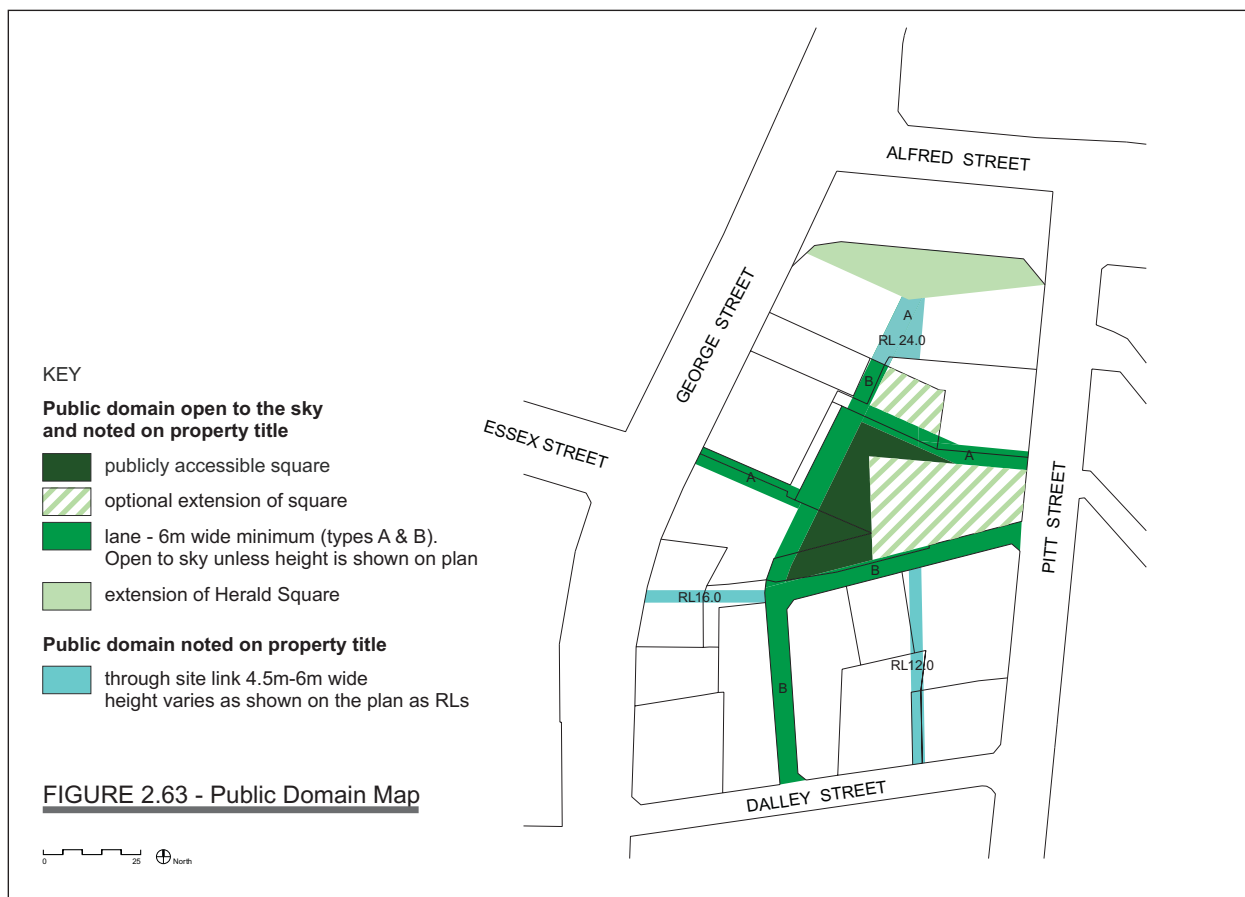 ALFRED STREET
A
RL 24.0
GEORGE STREET
B
ESSEX STREET
A
A
PITT STREET
B
RL16.0
RL12.0
B
DALLEY STREET
KEY
Public domain open to the sky
and noted on property title
publicly accessible square
optional extension of square
lane - 6m wide minimum (types A & B).
Open to sky unless height is shown on plan
extension of Herald Square
Public domain noted on property title
through site link 4.5m-6m wide
height varies as shown on the plan as RLs
FIGURE 2.63 - Public Domain Map
0 25 North